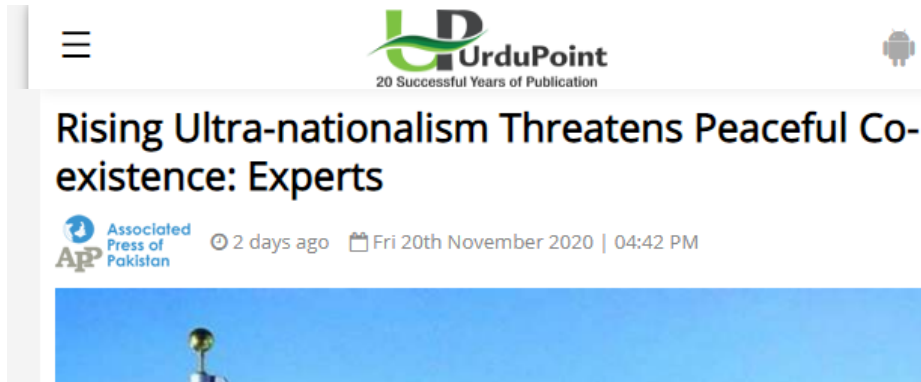 UrduPoint
20 Successful Years of Publication
Rising Ultra-nationalism Threatens Peaceful Co-
existence: Experts
Associated
Press of
Pakistan
APP
2 days ago
Fri 20th November 2020 | 04:42 PM